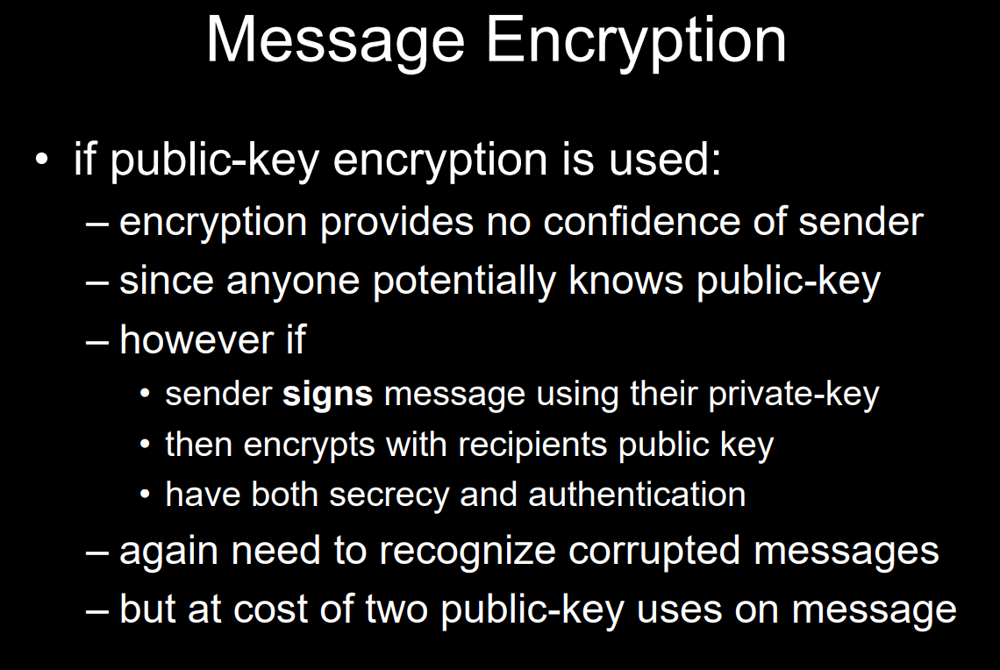 Message Encryption
• if public-key encryption is used:
– encryption provides no confidence of sender
– since anyone potentially knows public-key
– however if
• sender signs message using their private-key
• then encrypts with recipients public key
• have both secrecy and authentication
– again need to recognize corrupted messages
– but at cost of two public-key uses on message